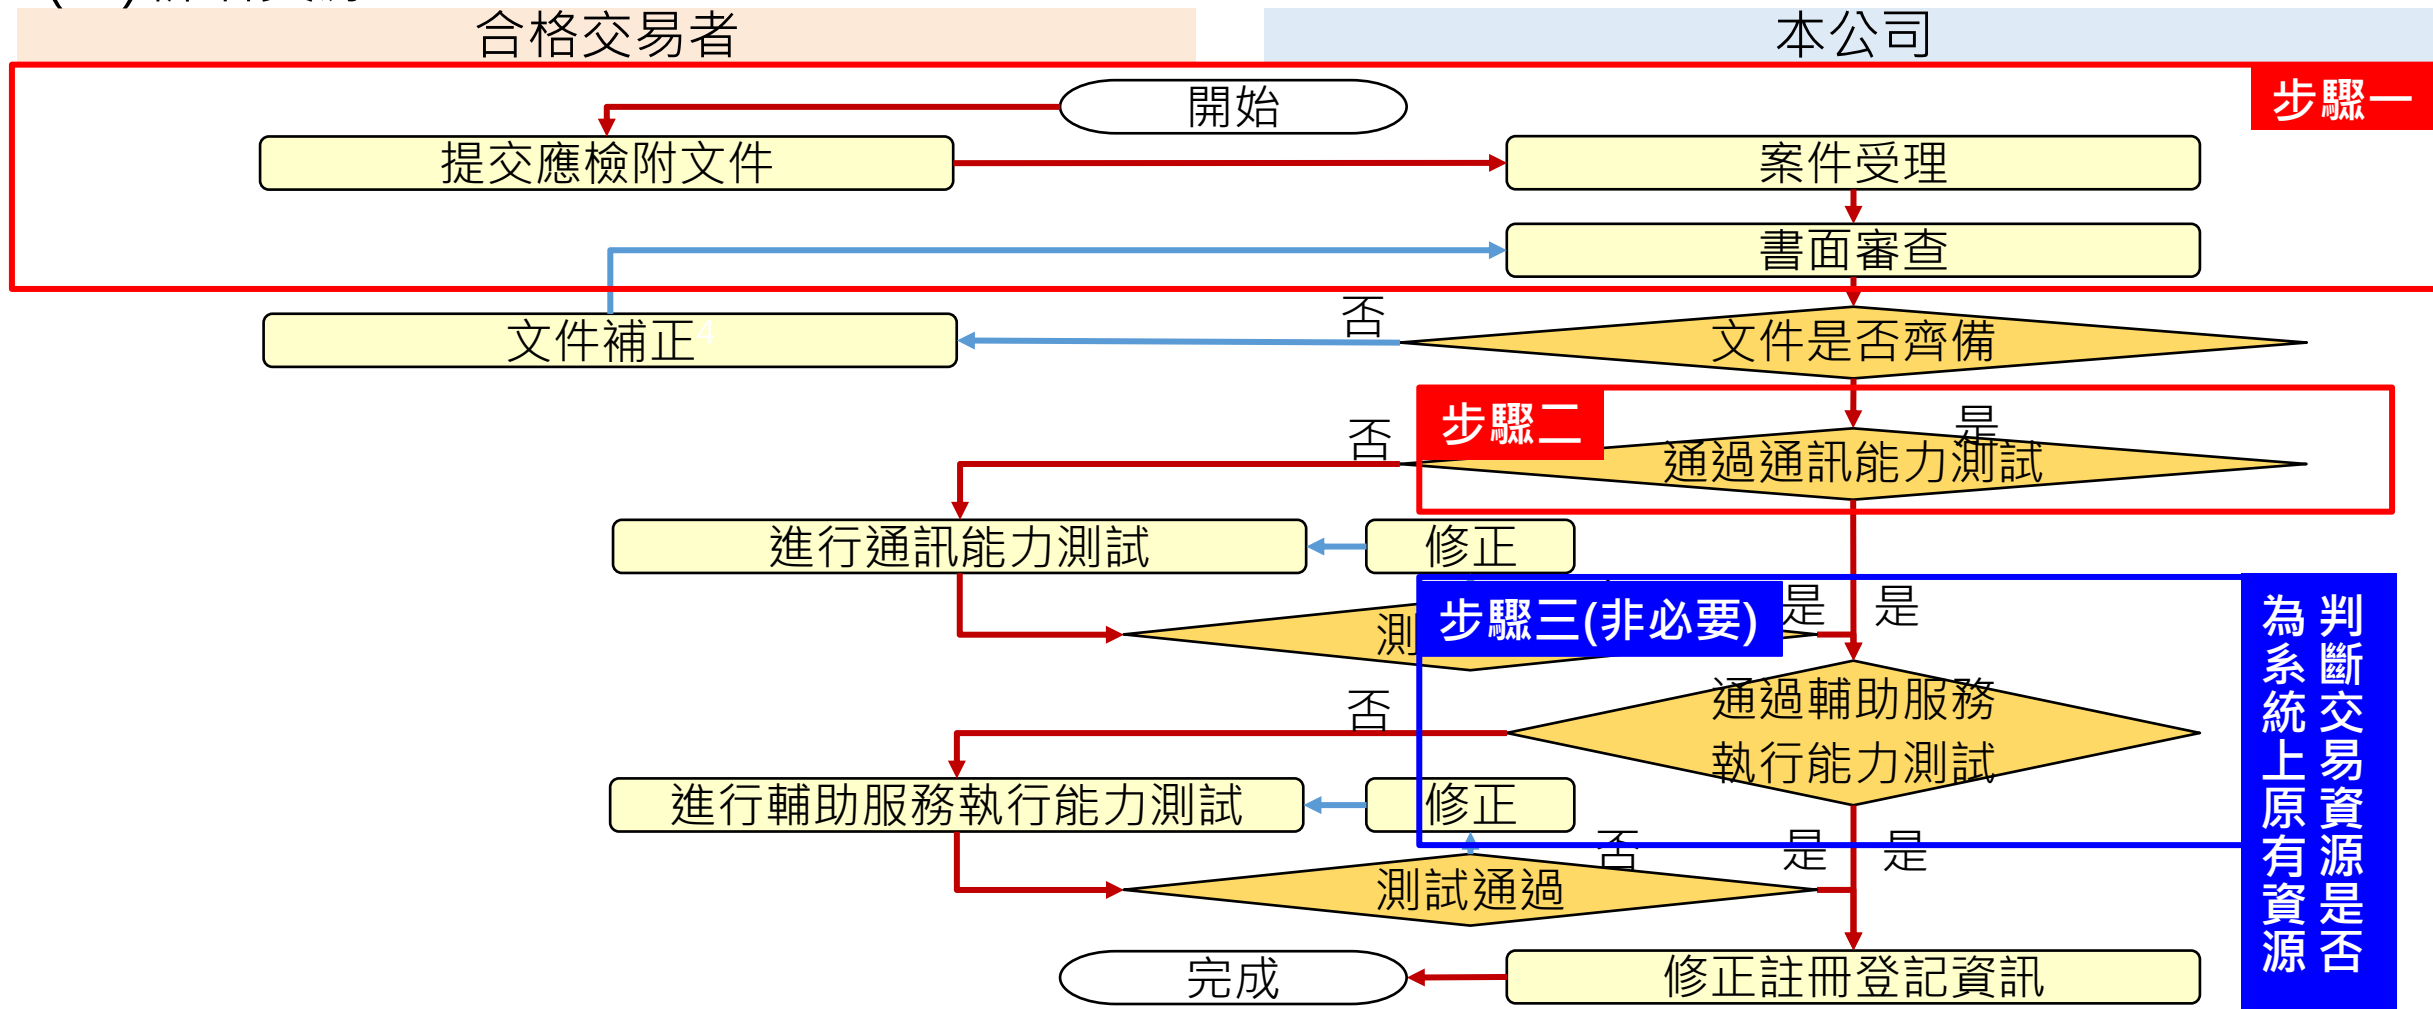 合格交易者
本公司
步驟一
開始
提交應檢附文件
案件受理
書面審查
否
文件補正4
文件是否齊備
步驟二
否
是
通過通訊能力測試
進行通訊能力測試
修正
步驟三(非必要)
是
是
測
判斷交易資源是否
為系統上原有資源
否
通過輔助服務
執行能力測試
進行輔助服務執行能力測試
修正
否
是
是
測試通過
完成
修正註冊登記資訊